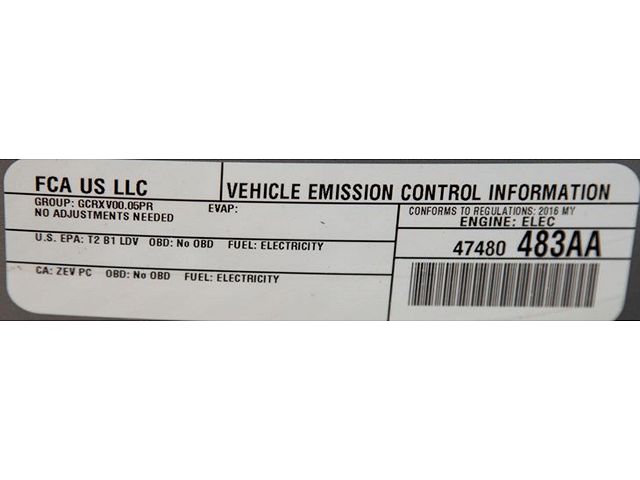 FCA US LLC
VEHICLE EMISSION CONTROL INFORMATION
GROUP: GCRXV00.05PR EVAP:
NO ADJUSTMENTS NEEDED
CONFORMS TO REGULATIONS: 2016 MY
ENGINE: ELEC
U.S. EPA: T2 B1 LDV OBD: No OBD FUEL: ELECTRICITY
47480 483AA
CA: ZEV PC OBD: No OBD FUEL: ELECTRICITY